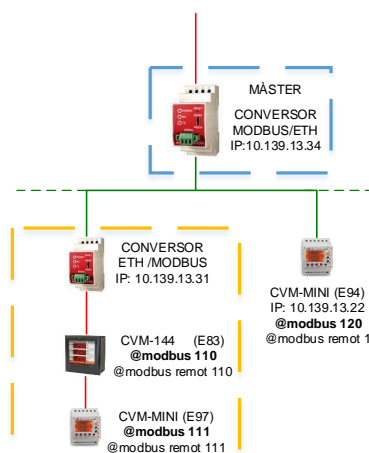 MÀSTER
CONVERSOR
MODBUS/ETH
IP:10.139.13.34
CONVERSOR
ETH /MODBUS
IP: 10.139.13.31
CVM-MINI (E94)
IP: 10.139.13.22
@modbus 120
@modbus remot 1
CVM-144 (E83)
@modbus 110
@modbus remot 110
CVM-MINI (E97)
@modbus 111
@modbus remot 111